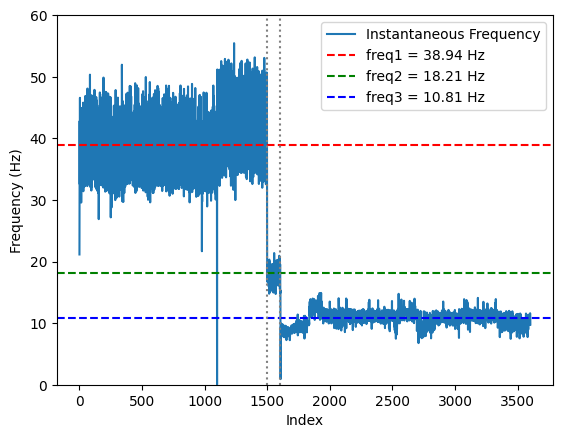 60
50
40
30
20
10
0
Frequency (Hz)
Instantaneous Frequency
freq1 = 38.94 Hz
freq2 = 18.21 Hz
freq3 = 10.81 Hz
0 500 1000 1500 2000 2500 3000 3500
Index